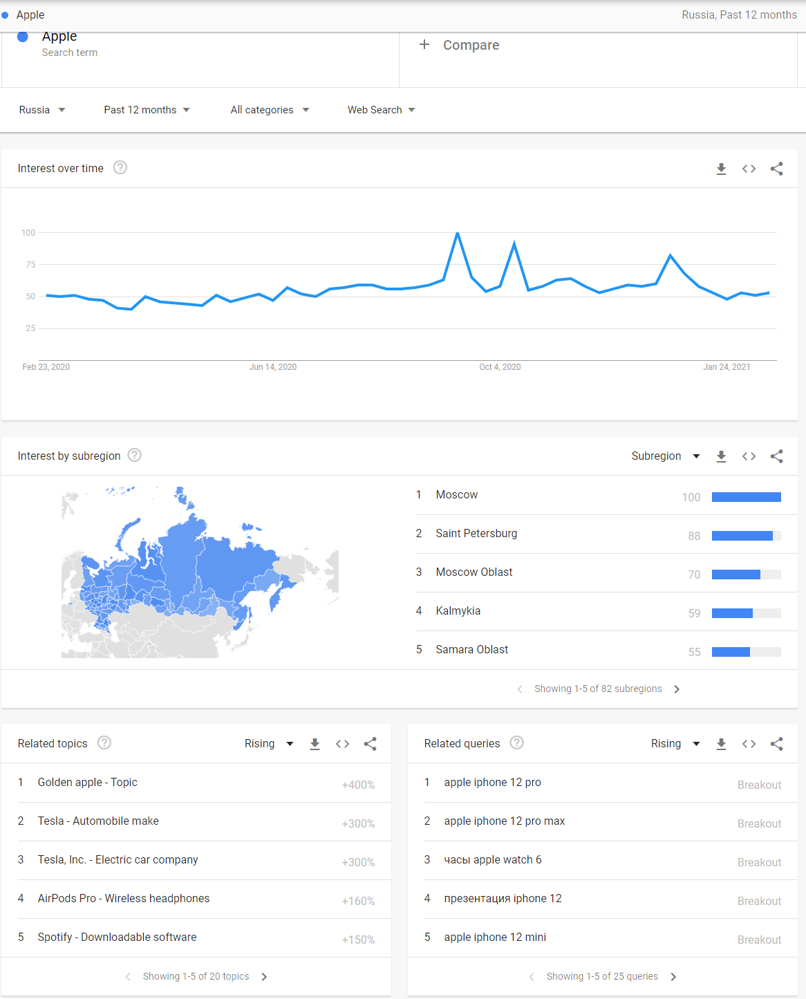 Apple
Russia, Past 12 months
Apple
Search term
+ Compare
Russia
Past 12 months
All categories
Web Search
Interest over time
100
75
50
25
Feb 23, 2020
Jun 14, 2020
Oct 4, 2020
Jan 24, 2021
Interest by subregion
Subregion
1 Moscow 100
2 Saint Petersburg 88
3 Moscow Oblast 70
4 Kalmykia 59
5 Samara Oblast 55
Showing 1-5 of 82 subregions
Related topics
Rising
1 Golden apple - Topic +400%
2 Tesla - Automobile make +300%
3 Tesla, Inc. - Electric car company +300%
4 AirPods Pro - Wireless headphones +160%
5 Spotify - Downloadable software +150%
Showing 1-5 of 20 topics
Related queries
Rising
1 apple iphone 12 pro Breakout
2 apple iphone 12 pro max Breakout
3 часы apple watch 6 Breakout
4 презентация iphone 12 Breakout
5 apple iphone 12 mini Breakout
Showing 1-5 of 25 queries